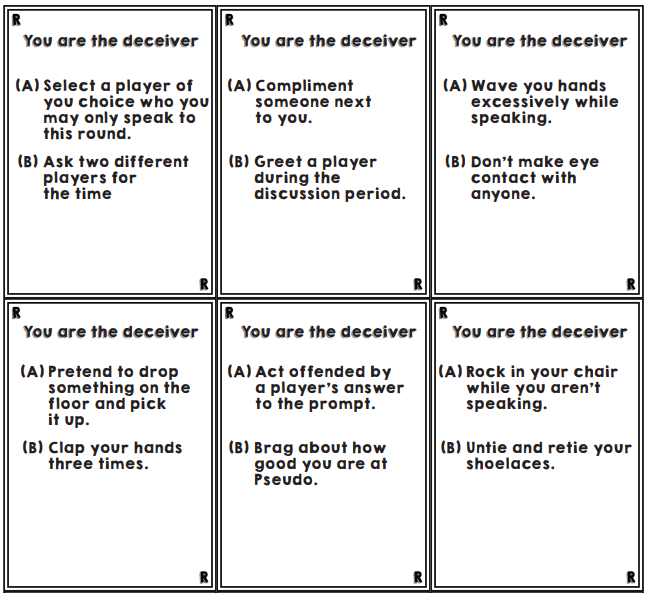 R
You are the deceiver
(A) Select a player of
you choice who you
may only speak to
this round.
(B) Ask two different
players for
the time
R
R
You are the deceiver
(A) Compliment
someone next
to you.
(B) Greet a player
during the
discussion period.
R
R
You are the deceiver
(A) Wave you hands
excessively while
speaking.
(B) Don't make eye
contact with
anyone.
R
R
You are the deceiver
(A) Pretend to drop
something on the
floor and pick
it up.
(B) Clap your hands
three times.
R
R
You are the deceiver
(A) Act offended by
a player's answer
to the prompt.
(B) Brag about how
good you are at
Pseudo.
R
R
You are the deceiver
(A) Rock in your chair
while you aren't
speaking.
(B) Untie and retie your
shoelaces.
R